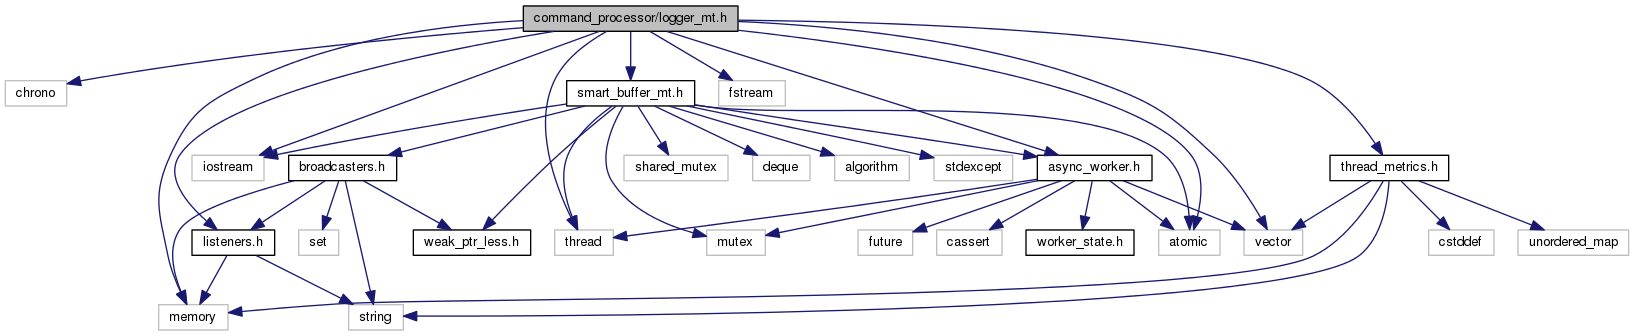 command_processor/logger_mt.h
chrono
smart_buffer_mt.h
fstream
iostream
broadcasters.h
shared_mutex
deque
algorithm
stdexcept
async_worker.h
thread_metrics.h
listeners.h
set
weak_ptr_less.h
thread
mutex
future
cassert
worker_state.h
atomic
vector
cstddef
unordered_map
memory
string